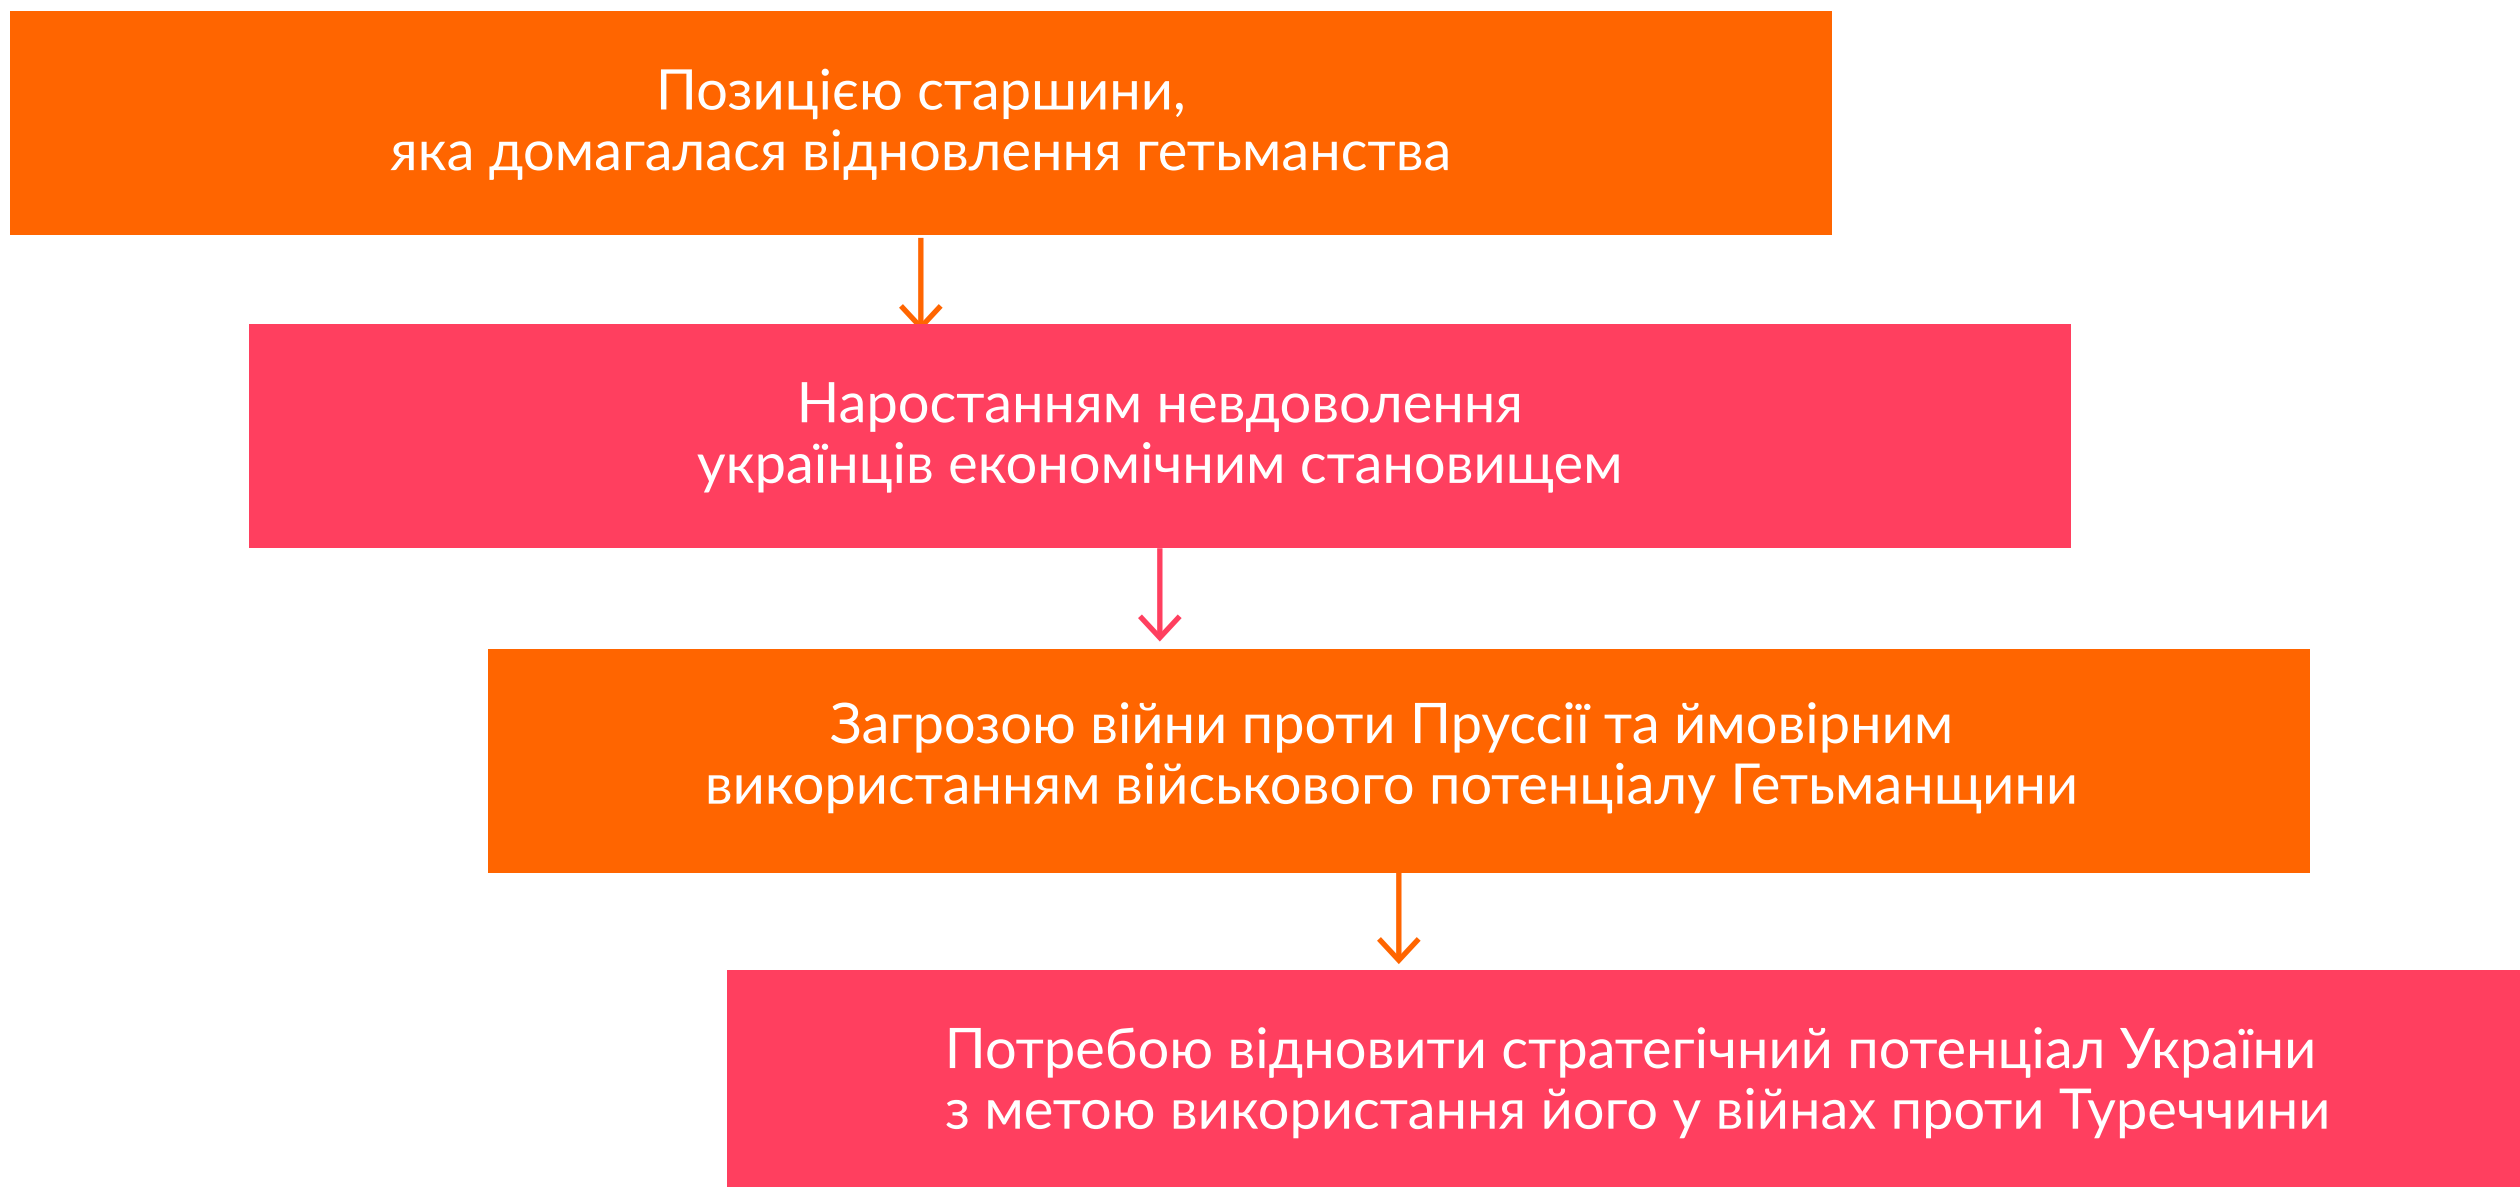 Позицією старшини,
яка домагалася відновлення гетьманства
Наростанням невдоволення
українців економічним становищем
Загрозою війни проти Пруссії та ймовірним
використанням військового потенціалу Гетьманщини
Потребою відновити стратегічний потенціал України
з метою використання його у війнах проти Туреччини